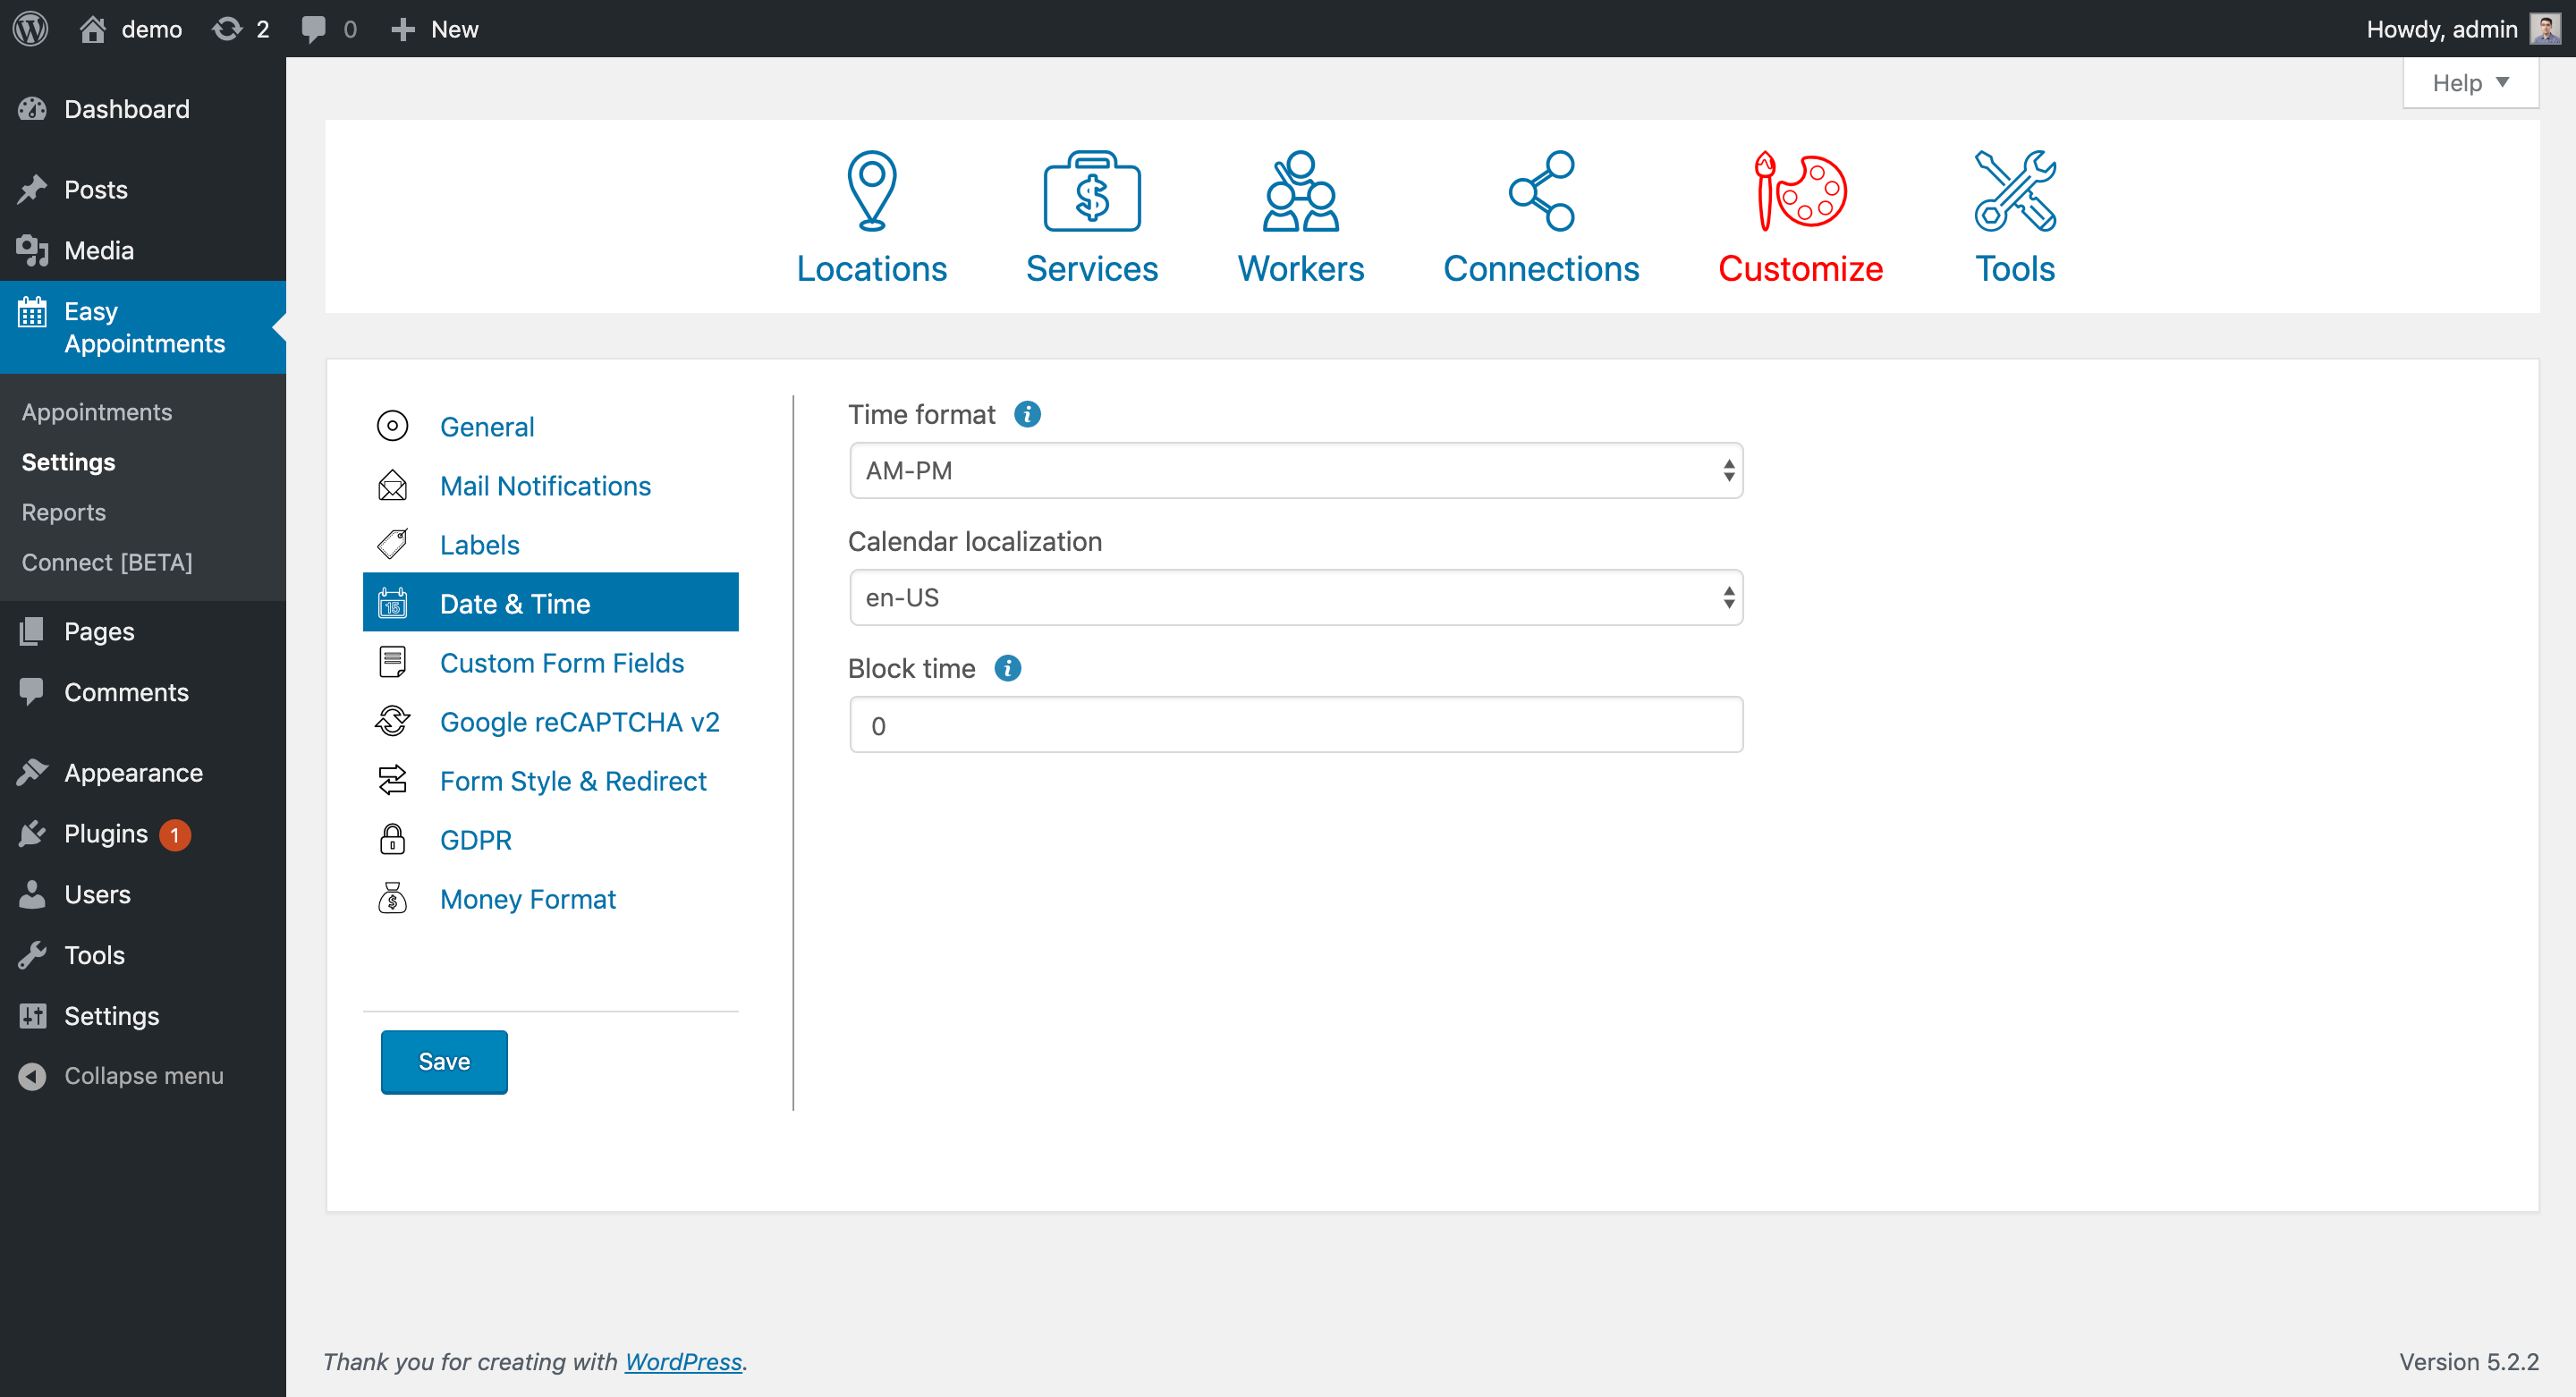 demo
2
0
New
Howdy, admin
Help
Dashboard
Posts
Media
Easy
Appointments
Appointments
Settings
Reports
Connect [BETA]
Pages
Comments
Appearance
Plugins 1
Users
Tools
Settings
Collapse menu
Locations
Services
Workers
Connections
Customize
Tools
General
Mail Notifications
Labels
15
Date & Time
Custom Form Fields
Google reCAPTCHA v2
Form Style & Redirect
GDPR
Money Format
Save
Time format
AM-PM
Calendar localization
en-US
Block time
0
Thank you for creating with WordPress.
Version 5.2.2